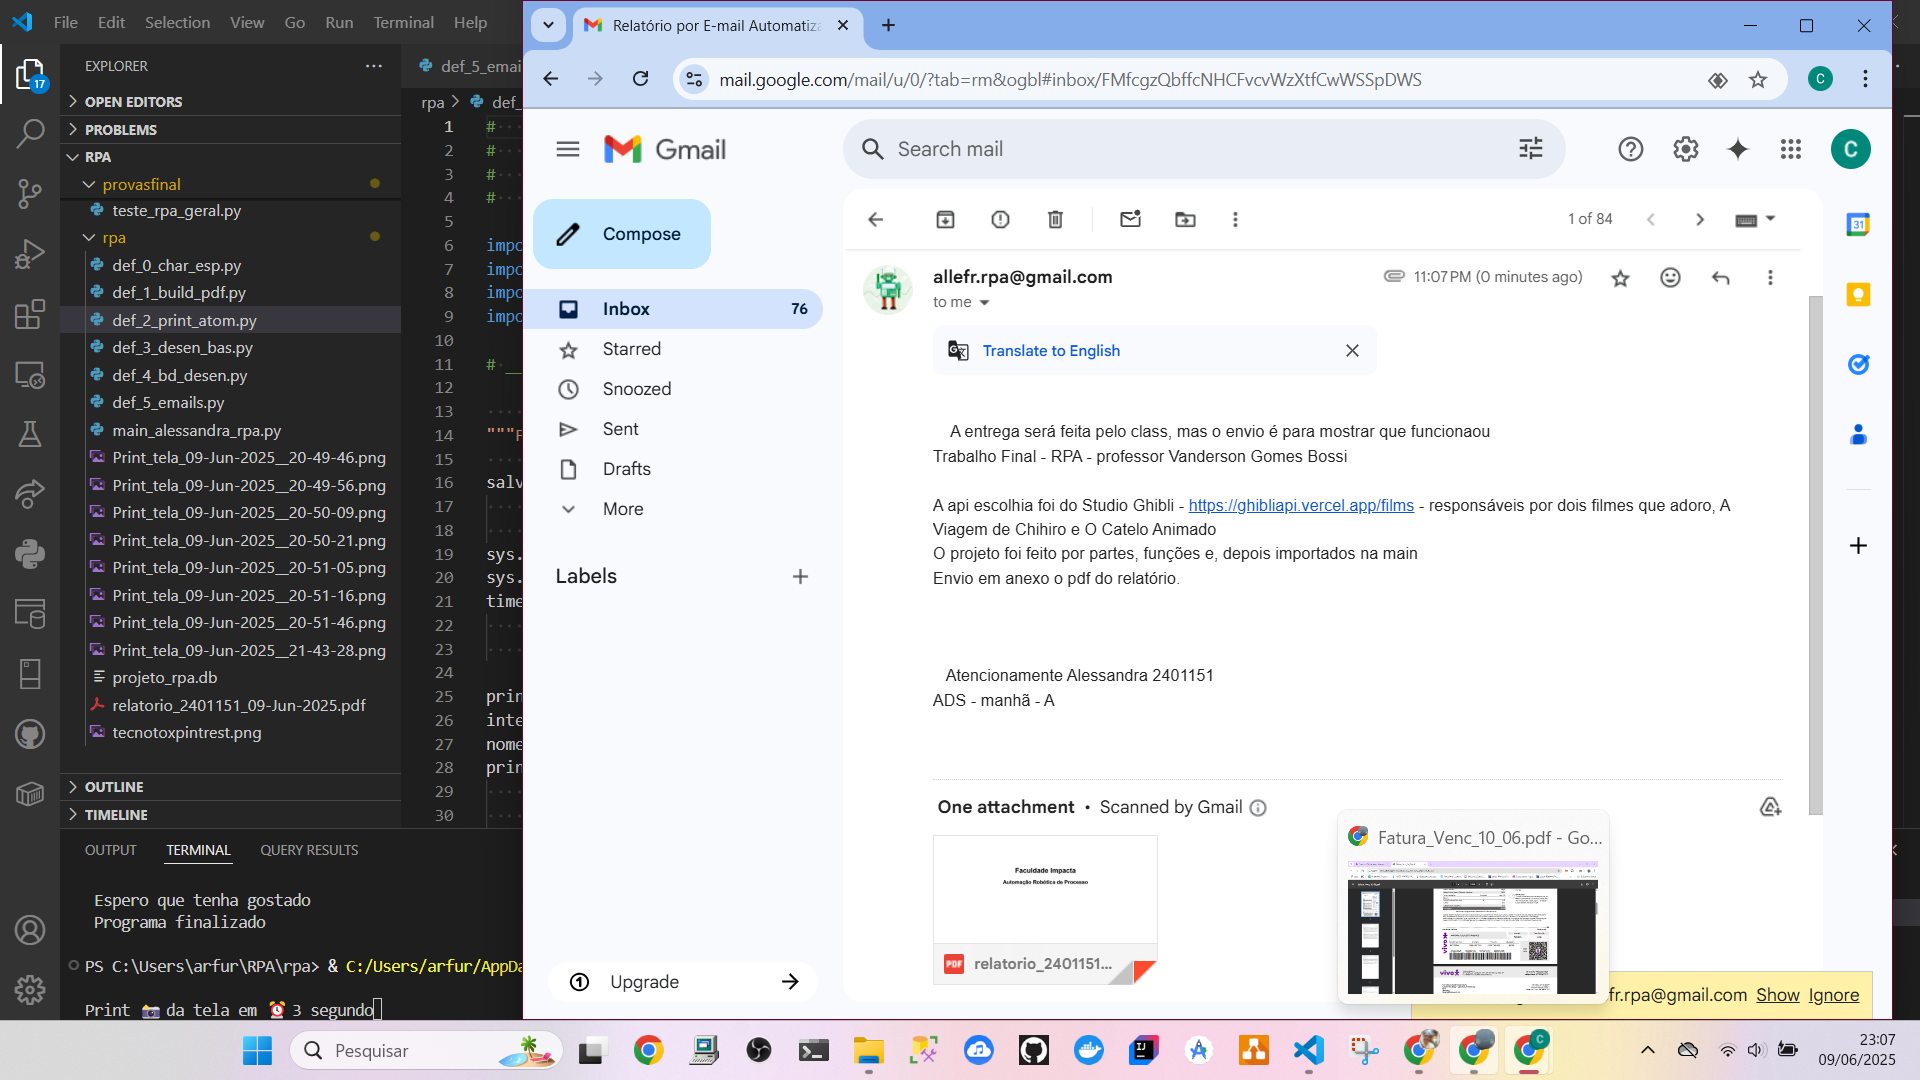 File Edit Selection View Go Run Terminal Help
EXPLORER
OPEN EDITORS
PROBLEMS
RPA
provasfinal
teste_rpa_geral.py
rpa
def_0_char_esp.py
def_1_build_pdf.py
def_2_print_atom.py
def_3_desen_bas.py
def_4_bd_desen.py
def_5_emails.py
main_alessandra_rpa.py
Print_tela_09-Jun-2025__20-49-46.png
Print_tela_09-Jun-2025__20-49-56.png
Print_tela_09-Jun-2025__20-50-09.png
Print_tela_09-Jun-2025__20-50-21.png
Print_tela_09-Jun-2025__20-51-05.png
Print_tela_09-Jun-2025__20-51-16.png
Print_tela_09-Jun-2025__20-51-46.png
Print_tela_09-Jun-2025__21-43-28.png
projeto_rpa.db
relatorio_2401151_09-Jun-2025.pdf
tecnotoxpintrest.png
OUTLINE
TIMELINE
17
def_5_emai
rpa > def_
1 #
2 #
3 #
4 #
5
6 impo
7 impo
8 impo
9 impo
10
11 # __
12
13
14 """F
15
16 salv
17
18
19 sys.
20 sys.
21 time
22
23
24
25 prin
26 inte
27 nome
28 prin
29
30
OUTPUT TERMINAL QUERY RESULTS
Espero que tenha gostado
Programa finalizado
PS C:\Users\arfur\RPA\rpa> & C:/Users/arfur/AppDa
Print 📷 da tela em ⏰ 3 segundo
Relatório por E-mail Automatiza
mail.google.com/mail/u/0/?tab=rm&ogbl#inbox/FMfcgzQbffcNHCFvcvWzXtfCwWSSpDWS
C
Gmail
Search mail
C
Compose
Inbox 76
Starred
Snoozed
Sent
Drafts
More
Labels
Upgrade
1 of 84
31
allefr.rpa@gmail.com
11:07 PM (0 minutes ago)
to me
Translate to English
A entrega será feita pelo class, mas o envio é para mostrar que funcionaou
Trabalho Final - RPA - professor Vanderson Gomes Bossi
A api escolhia foi do Studio Ghibli - https://ghibliapi.vercel.app/films - responsáveis por dois filmes que adoro, A
Viagem de Chihiro e O Catelo Animado
O projeto foi feito por partes, funções e, depois importados na main
Envio em anexo o pdf do relatório.
Atencionamente Alessandra 2401151
ADS - manhã - A
One attachment • Scanned by Gmail
Faculdade Impacta
Automação Robótica de Processo
PDF relatorio_2401151...
Fatura_Venc_10_06.pdf - Go...
vivo
vivo
fr.rpa@gmail.com Show Ignore
Pesquisar
23:07
09/06/2025